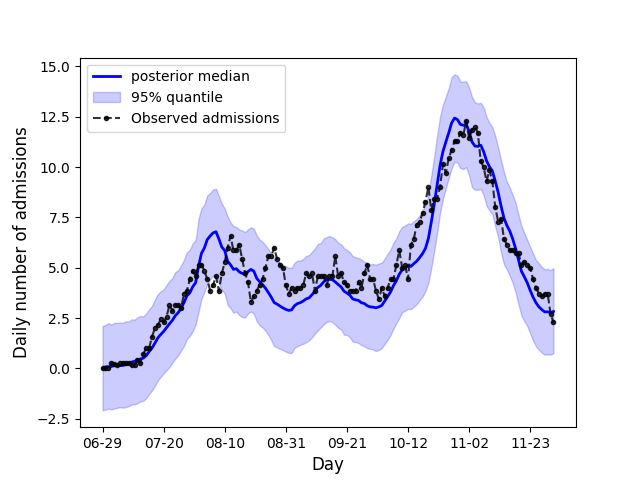 posterior median
95% quantile
Observed admissions
15.0
12.5
10.0
7.5
5.0
2.5
0.0
−2.5
Daily number of admissions
06-29 07-20 08-10 08-31 09-21 10-12 11-02 11-23
Day